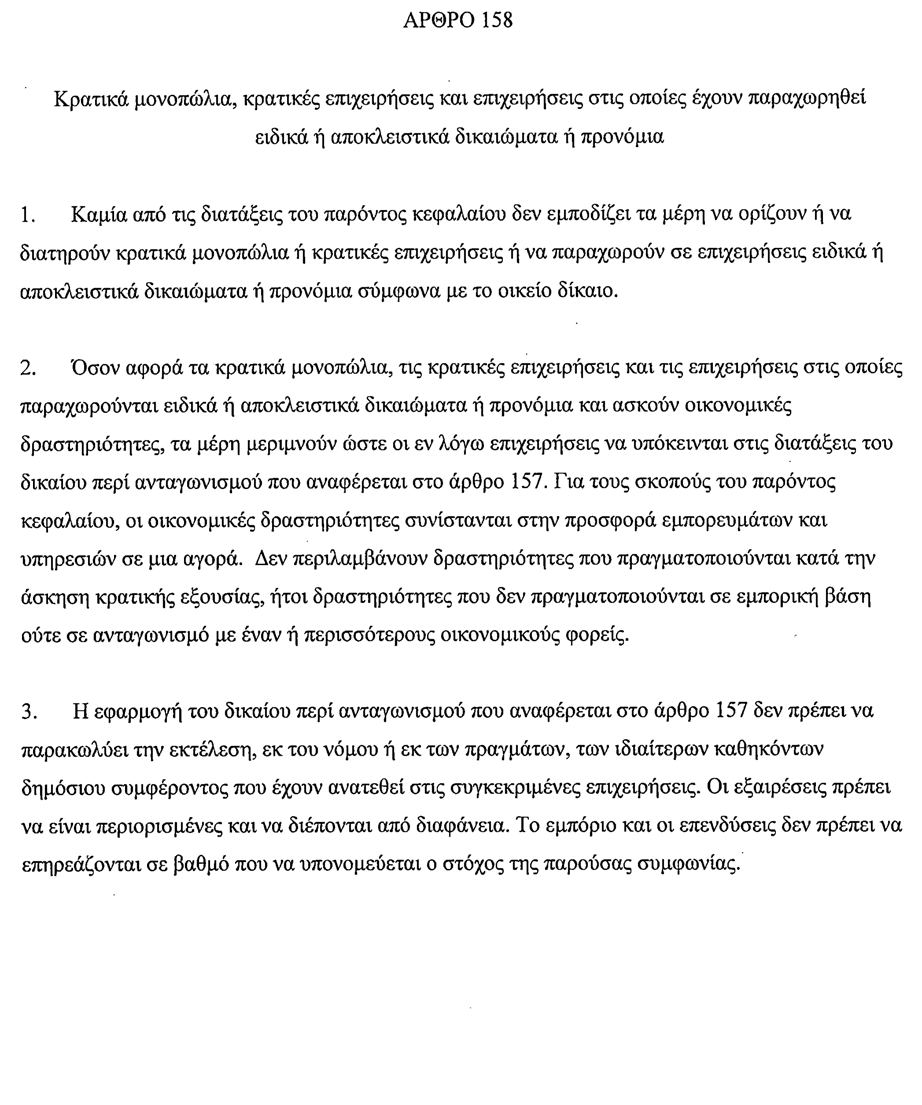 ΑΡΘΡΟ 158
Κρατικά μονοπώλια, κρατικές επιχειρήσεις και επιχειρήσεις στις οποίες έχουν παραχωρηθεί
ειδικά ή αποκλειστικά δικαιώματα ή προνόμια
1. Καμία από τις διατάξεις του παρόντος κεφαλαίου δεν εμποδίζει τα μέρη να ορίζουν ή να
διατηρούν κρατικά μονοπώλια ή κρατικές επιχειρήσεις ή να παραχωρούν σε επιχειρήσεις ειδικά ή
αποκλειστικά δικαιώματα ή προνόμια σύμφωνα με το οικείο δίκαιο.
2. Όσον αφορά τα κρατικά μονοπώλια, τις κρατικές επιχειρήσεις και τις επιχειρήσεις στις οποίες
παραχωρούνται ειδικά ή αποκλειστικά δικαιώματα ή προνόμια και ασκούν οικονομικές
δραστηριότητες, τα μέρη μεριμνούν ώστε οι εν λόγω επιχειρήσεις να υπόκεινται στις διατάξεις του
δικαίου περί ανταγωνισμού που αναφέρεται στο άρθρο 157. Για τους σκοπούς του παρόντος
κεφαλαίου, οι οικονομικές δραστηριότητες συνίστανται στην προσφορά εμπορευμάτων και
υπηρεσιών σε μια αγορά. Δεν περιλαμβάνουν δραστηριότητες που πραγματοποιούνται κατά την
άσκηση κρατικής εξουσίας, ήτοι δραστηριότητες που δεν πραγματοποιούνται σε εμπορική βάση
ούτε σε ανταγωνισμό με έναν ή περισσότερους οικονομικούς φορείς.
3. Η εφαρμογή του δικαίου περί ανταγωνισμού που αναφέρεται στο άρθρο 157 δεν πρέπει να
παρακωλύει την εκτέλεση, εκ του νόμου ή εκ των πραγμάτων, των ιδιαίτερων καθηκόντων
δημόσιου συμφέροντος που έχουν ανατεθεί στις συγκεκριμένες επιχειρήσεις. Οι εξαιρέσεις πρέπει
να είναι περιορισμένες και να διέπονται από διαφάνεια. Το εμπόριο και οι επενδύσεις δεν πρέπει να
επηρεάζονται σε βαθμό που να υπονομεύεται ο στόχος της παρούσας συμφωνίας.